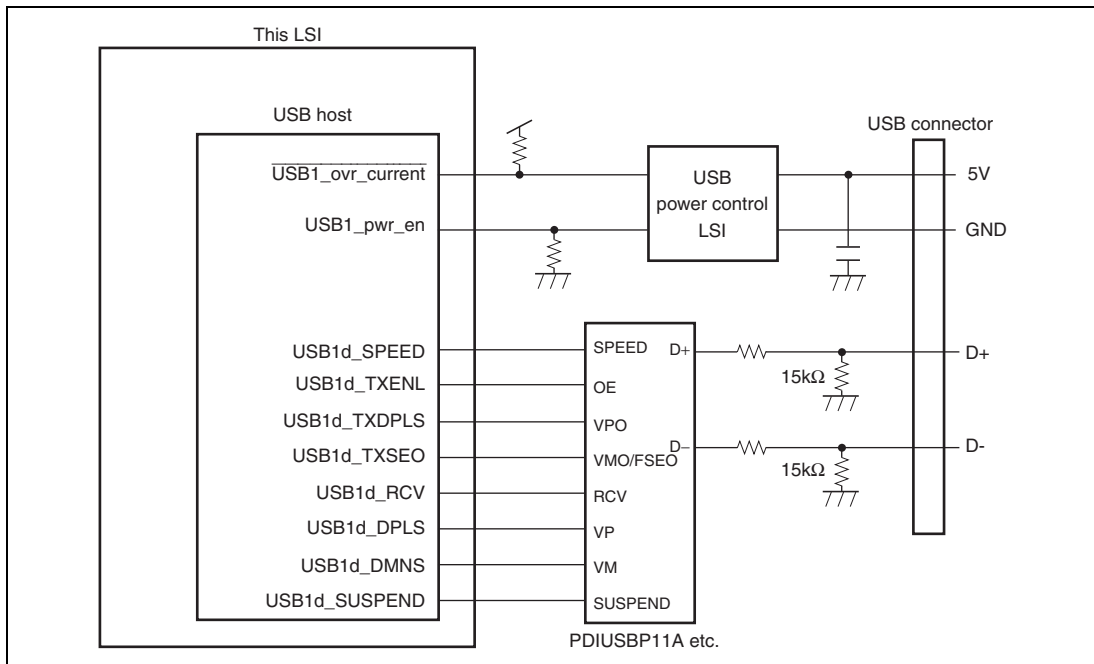 This LSI
USB host
USB connector
USB1_ovr_current
USB
power control
LSI
5V
USB1_pwr_en
GND
USB1d_SPEED
SPEED
D+
D+
USB1d_TXENL
OE
15kΩ
USB1d_TXDPLS
VPO
D−
D-
USB1d_TXSEO
VMO/FSEO
15kΩ
USB1d_RCV
RCV
USB1d_DPLS
VP
USB1d_DMNS
VM
USB1d_SUSPEND
SUSPEND
PDIUSBP11A etc.